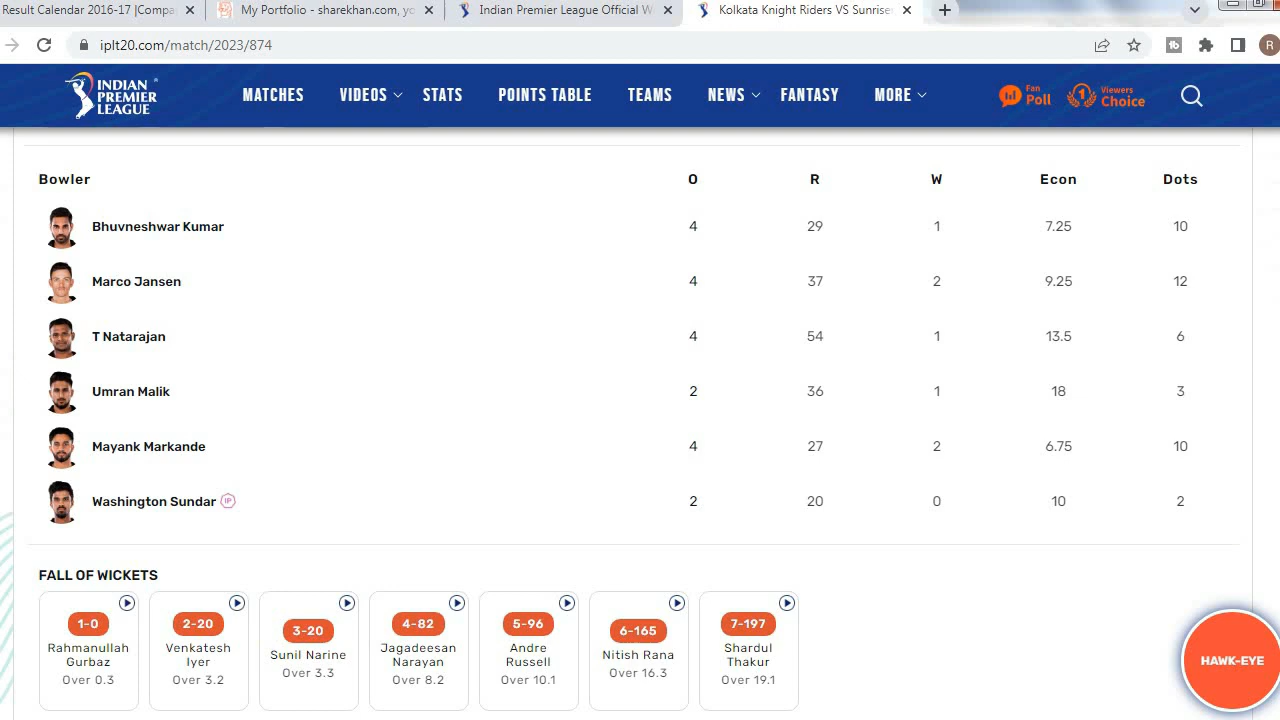 Result Calendar 2016-17 |Compa
My Portfolio - sharekhan.com, yo
Indian Premier League Official W
Kolkata Knight Riders VS Sunrise
iplt20.com/match/2023/874
R
INDIAN
PREMIER
LEAGUE
MATCHES VIDEOS STATS POINTS TABLE TEAMS NEWS FANTASY MORE
Fan
Poll
1
Viewers
Choice
Bowler O R W Econ Dots
Bhuvneshwar Kumar 4 29 1 7.25 10
Marco Jansen 4 37 2 9.25 12
T Natarajan 4 54 1 13.5 6
Umran Malik 2 36 1 18 3
Mayank Markande 4 27 2 6.75 10
Washington Sundar IP 2 20 0 10 2
FALL OF WICKETS
1-0
Rahmanullah
Gurbaz
Over 0.3
2-20
Venkatesh
Iyer
Over 3.2
3-20
Sunil Narine
Over 3.3
4-82
Jagadeesan
Narayan
Over 8.2
5-96
Andre
Russell
Over 10.1
6-165
Nitish Rana
Over 16.3
7-197
Shardul
Thakur
Over 19.1
HAWK-EYE